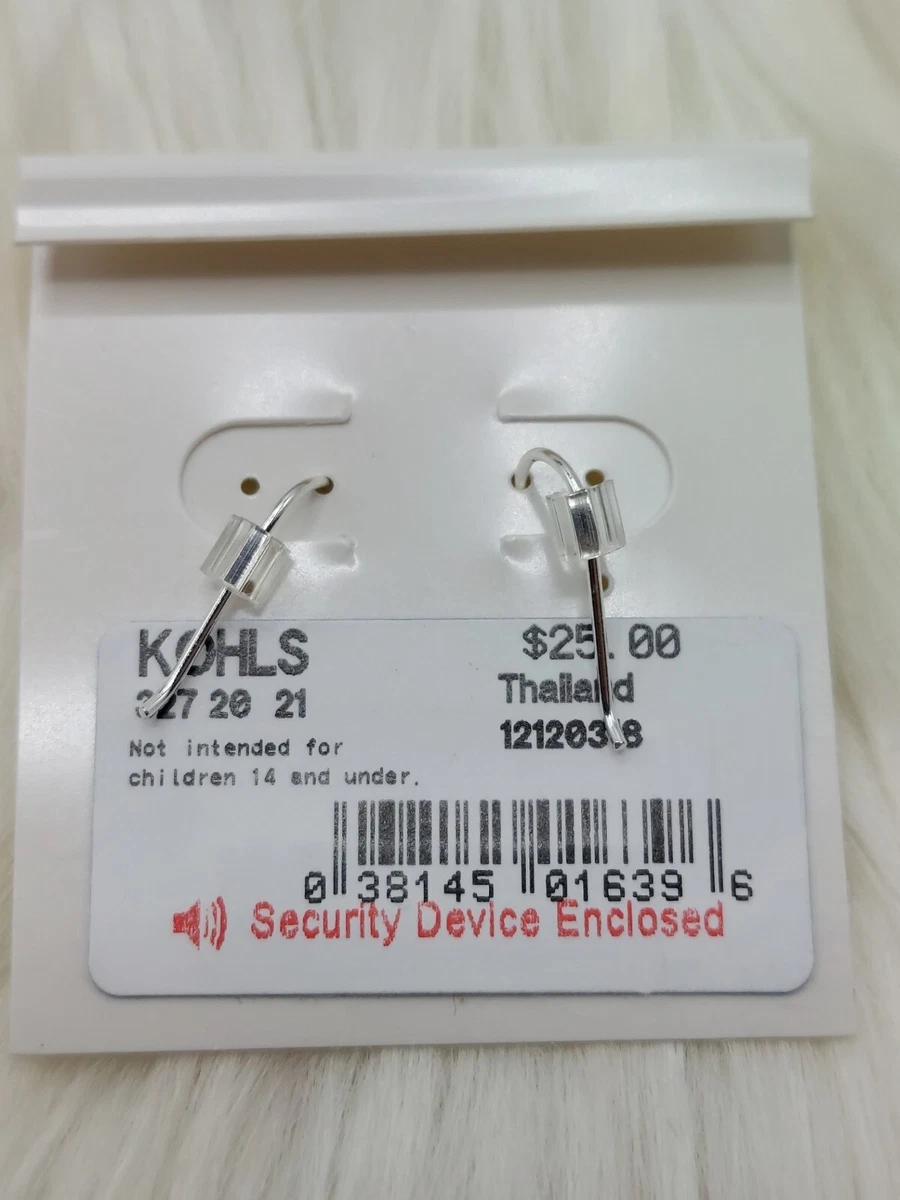 KOHLS
$25.00
20 21
Thailand
Not intended for
children 14 and under.
0 38145 01639 6
Security Device Enclosed